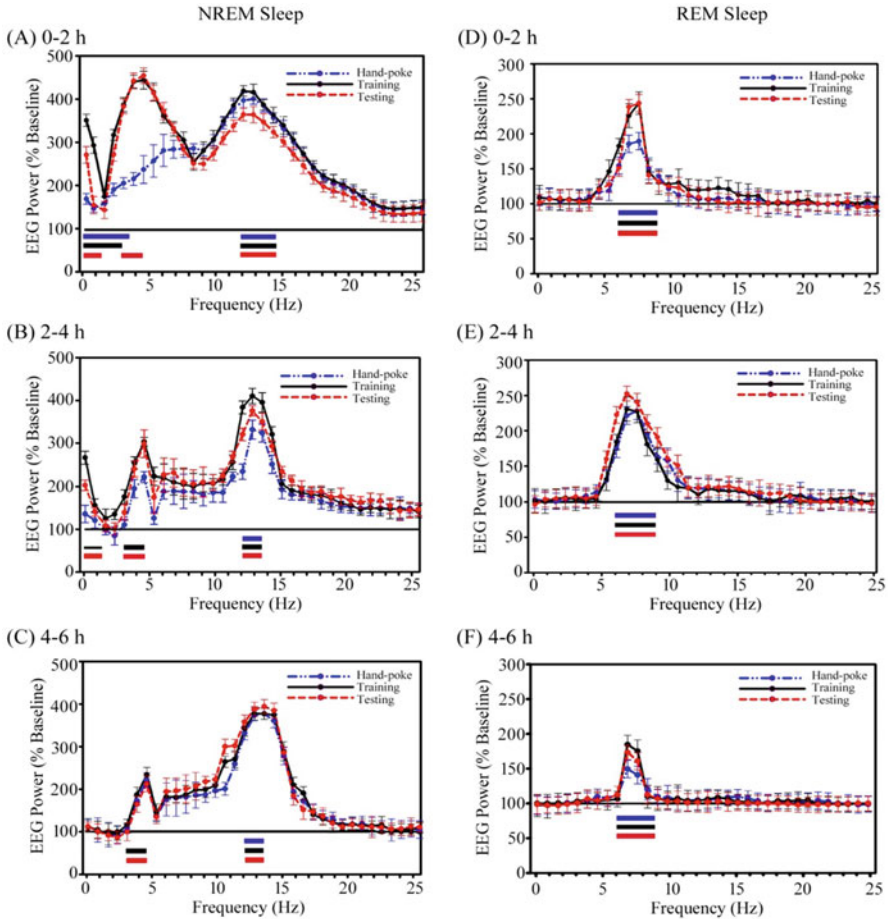 NREM Sleep
REM Sleep
(A) 0-2 h
EEG Power (% Baseline)
500
400
300
200
100
0
Hand-poke
Training
Testing
0 5 10 15 20 25
Frequency (Hz)
(D) 0-2 h
EEG Power (% Baseline)
300
250
200
150
100
50
0
Hand-poke
Training
Testing
0 5 10 15 20 25
Frequency (Hz)
(B) 2-4 h
EEG Power (% Baseline)
500
400
300
200
100
0
Hand-poke
Training
Testing
0 5 10 15 20 25
Frequency (Hz)
(E) 2-4 h
EEG Power (% Baseline)
300
250
200
150
100
50
0
Hand-poke
Training
Testing
0 5 10 15 20 25
Frequency (Hz)
(C) 4-6 h
EEG Power (% Baseline)
500
400
300
200
100
0
Hand-poke
Training
Testing
0 5 10 15 20 25
Frequency (Hz)
(F) 4-6 h
EEG Power (% Baseline)
300
250
200
150
100
50
0
Hand-poke
Training
Testing
0 5 10 15 20 25
Frequency (Hz)